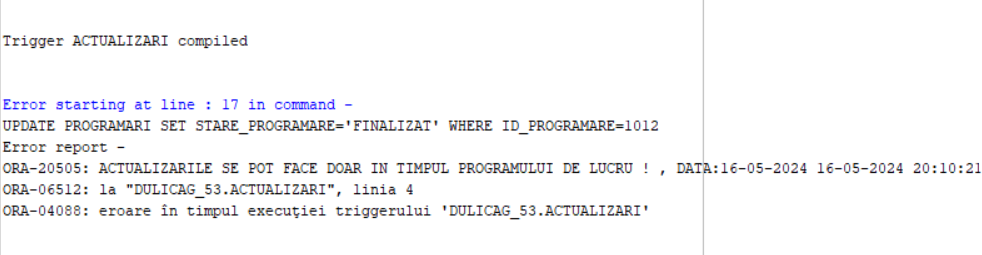 Trigger ACTUALIZARI compiled
Error starting at line : 17 in command -
UPDATE PROGRAMARI SET STARE_PROGRAMARE='FINALIZAT' WHERE ID_PROGRAMARE=1012
Error report -
ORA-20505: ACTUALIZARILE SE POT FACE DOAR IN TIMPUL PROGRAMULUI DE LUCRU ! , DATA:16-05-2024 16-05-2024 20:10:21
ORA-06512: la "DULICAG_53.ACTUALIZARI", linia 4
ORA-04088: eroare în timpul execuţiei triggerului 'DULICAG_53.ACTUALIZARI'